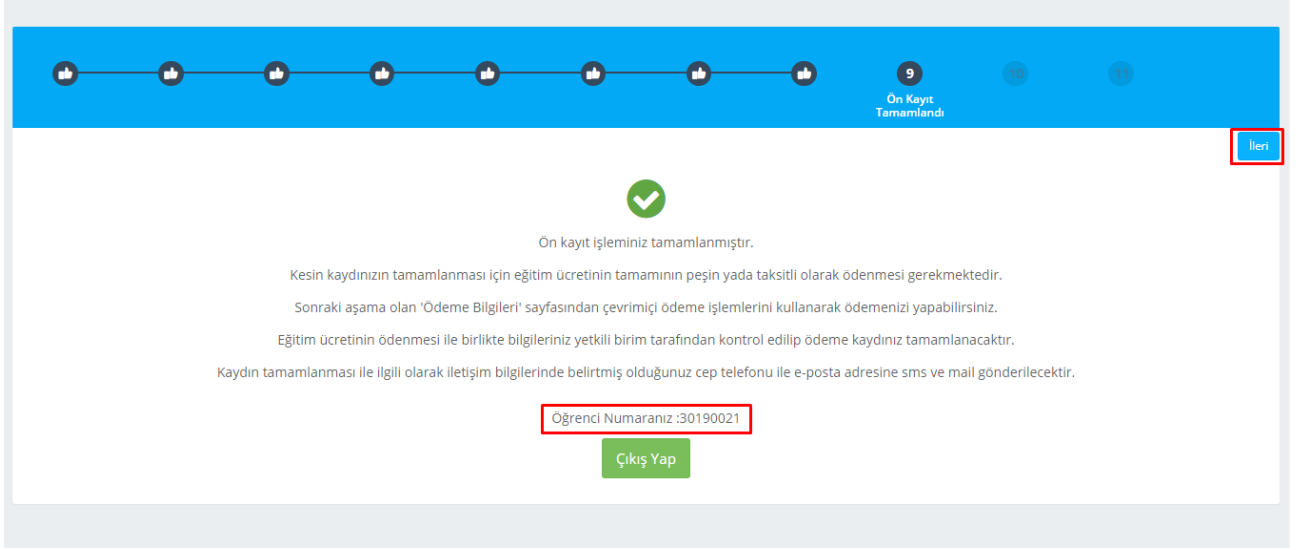 9
10
11
Ön Kayıt
Tamamlandı
İleri
Ön kayıt işleminiz tamamlanmıştır.
Kesin kaydınızın tamamlanması için eğitim ücretinin tamamının peşin yada taksitli olarak ödenmesi gerekmektedir.
Sonraki aşama olan 'Ödeme Bilgileri' sayfasından çevrimiçi ödeme işlemlerini kullanarak ödemenizi yapabilirsiniz.
Eğitim ücretinin ödenmesi ile birlikte bilgileriniz yetkili birim tarafından kontrol edilip ödeme kaydınız tamamlanacaktır.
Kaydın tamamlanması ile ilgili olarak iletişim bilgilerinde belirtmiş olduğunuz cep telefonu ile e-posta adresine sms ve mail gönderilecektir.
Öğrenci Numaranız :30190021
Çıkış Yap